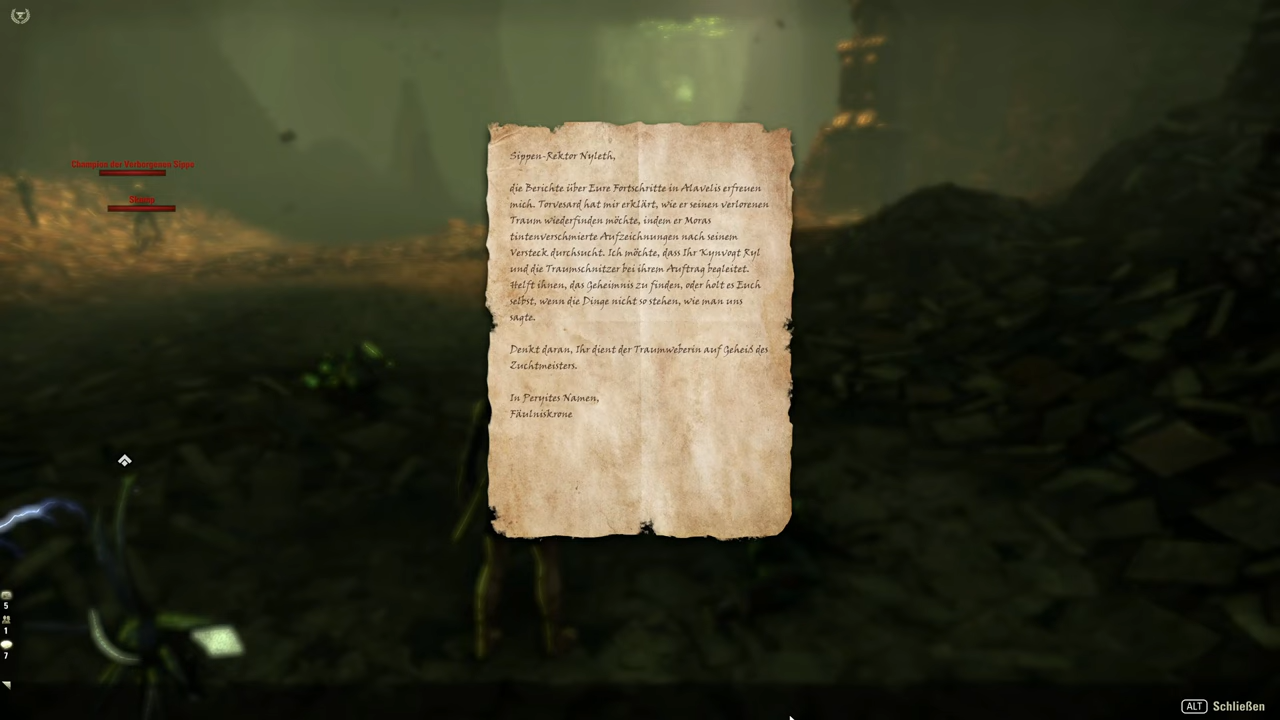 Champion der Verborgenen Sippe
Sippen-Rektor Nyleth,
die Berichte über Eure Fortschritte in Alavelis erfreuen
mich. Torvesard hat mir erklärt, wie er seinen verlorenen
Traum wiederfinden möchte, indem er Moras
tintenverschmierte Aufzeichnungen nach seinem
Versteck durchsucht. Ich möchte, dass Ihr Kynvogt Ryl
und die Traumschnitzer bei ihrem Auftrag begleitet.
Helft ihnen, das Geheimnis zu finden, oder holt es Euch
selbst, wenn die Dinge nicht so stehen, wie man uns
sagte.
Denkt daran, Ihr dient der Traumweberin auf Geheiß des
Zuchtmeisters.
In Peryites Namen,
Fäulniskrone
5
1
7
ALT Schließen